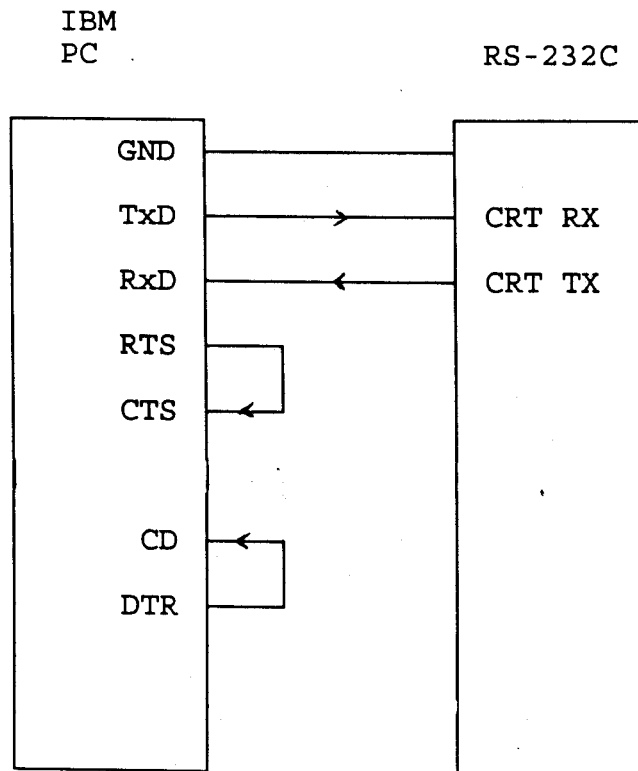 IBM
PC
RS-232C
GND
TxD
CRT RX
RxD
CRT TX
RTS
CTS
CD
DTR